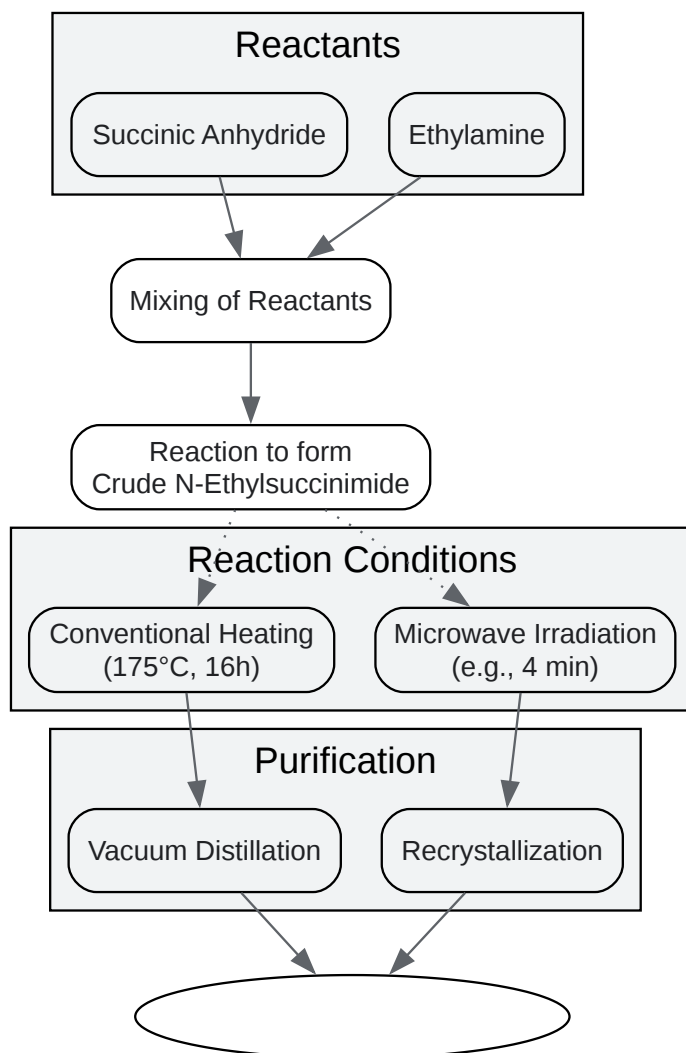 Reactants
Succinic Anhydride
Ethylamine
Mixing of Reactants
Reaction to form
Crude N-Ethylsuccinimide
Reaction Conditions
Conventional Heating
(175°C, 16h)
Microwave Irradiation
(e.g., 4 min)
Purification
Vacuum Distillation
Recrystallization